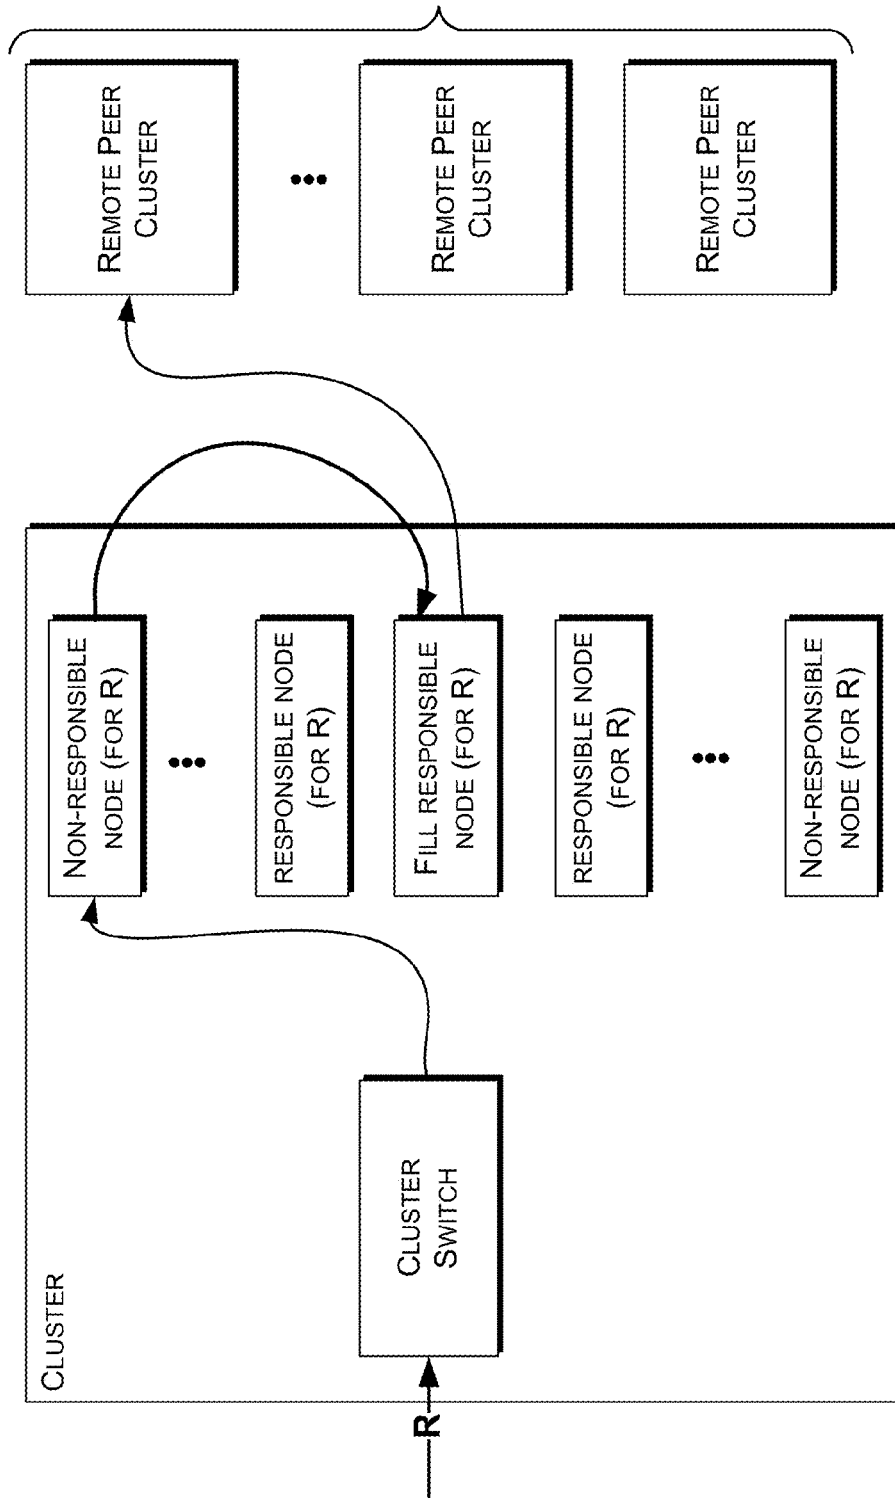 CLUSTER
R
CLUSTER
SWITCH
NON-RESPONSIBLE
NODE (FOR R)
RESPONSIBLE NODE
(FOR R)
FILL RESPONSIBLE
NODE (FOR R)
RESPONSIBLE NODE
(FOR R)
NON-RESPONSIBLE
NODE (FOR R)
REMOTE PEER
CLUSTER
REMOTE PEER
CLUSTER
REMOTE PEER
CLUSTER